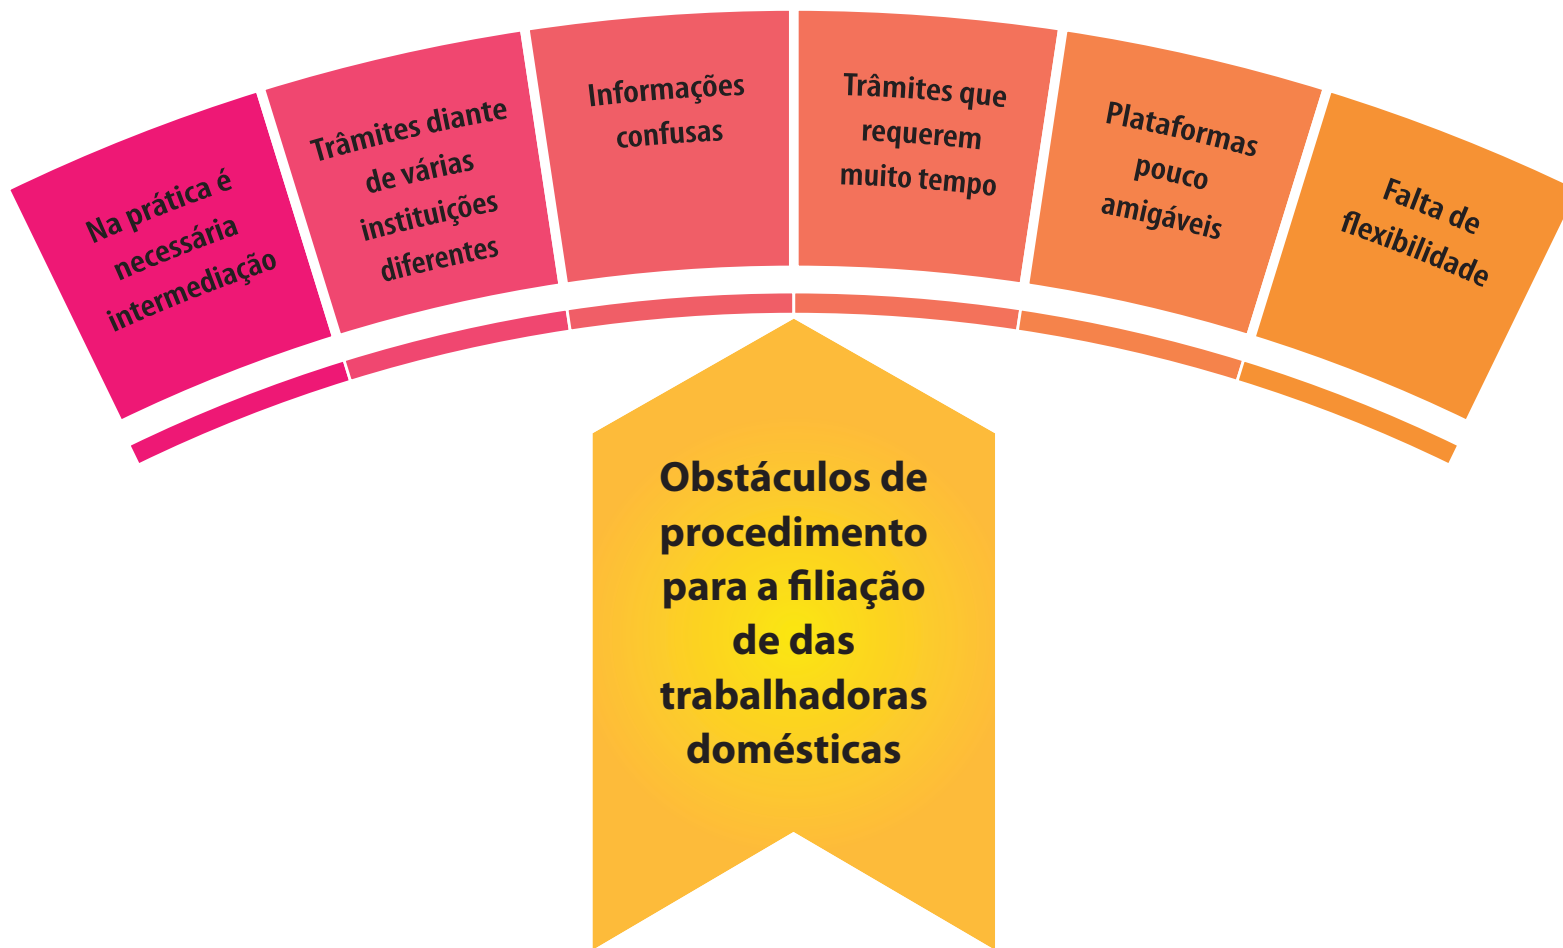 Na prática é
necessária
intermediação
Trâmites diante
de várias
instituições
diferentes
Informações
confusas
Trâmites que
requerem
muito tempo
Plataformas
pouco
amigáveis
Falta de
flexibilidade
Obstáculos de
procedimento
para a filiação
de das
trabalhadoras
domésticas